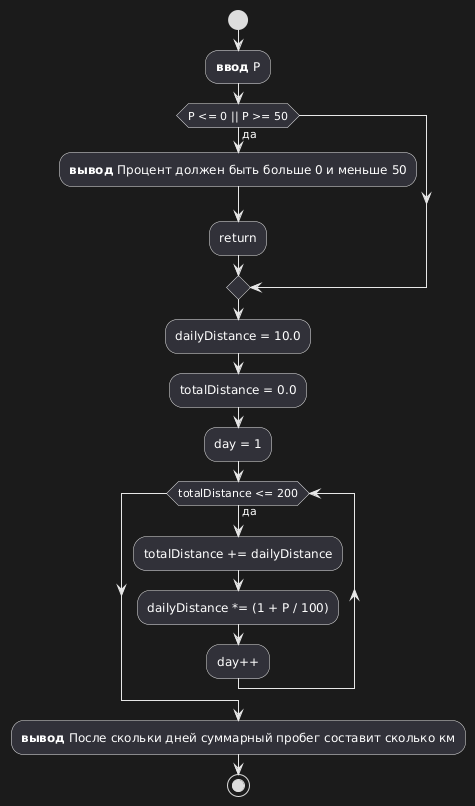 ввод P
P <= 0 || P >= 50
да
вывод Процент должен быть больше 0 и меньше 50
return
dailyDistance = 10.0
totalDistance = 0.0
day = 1
totalDistance <= 200
да
totalDistance += dailyDistance
dailyDistance *= (1 + P / 100)
day++
вывод После скольки дней суммарный пробег составит сколько км